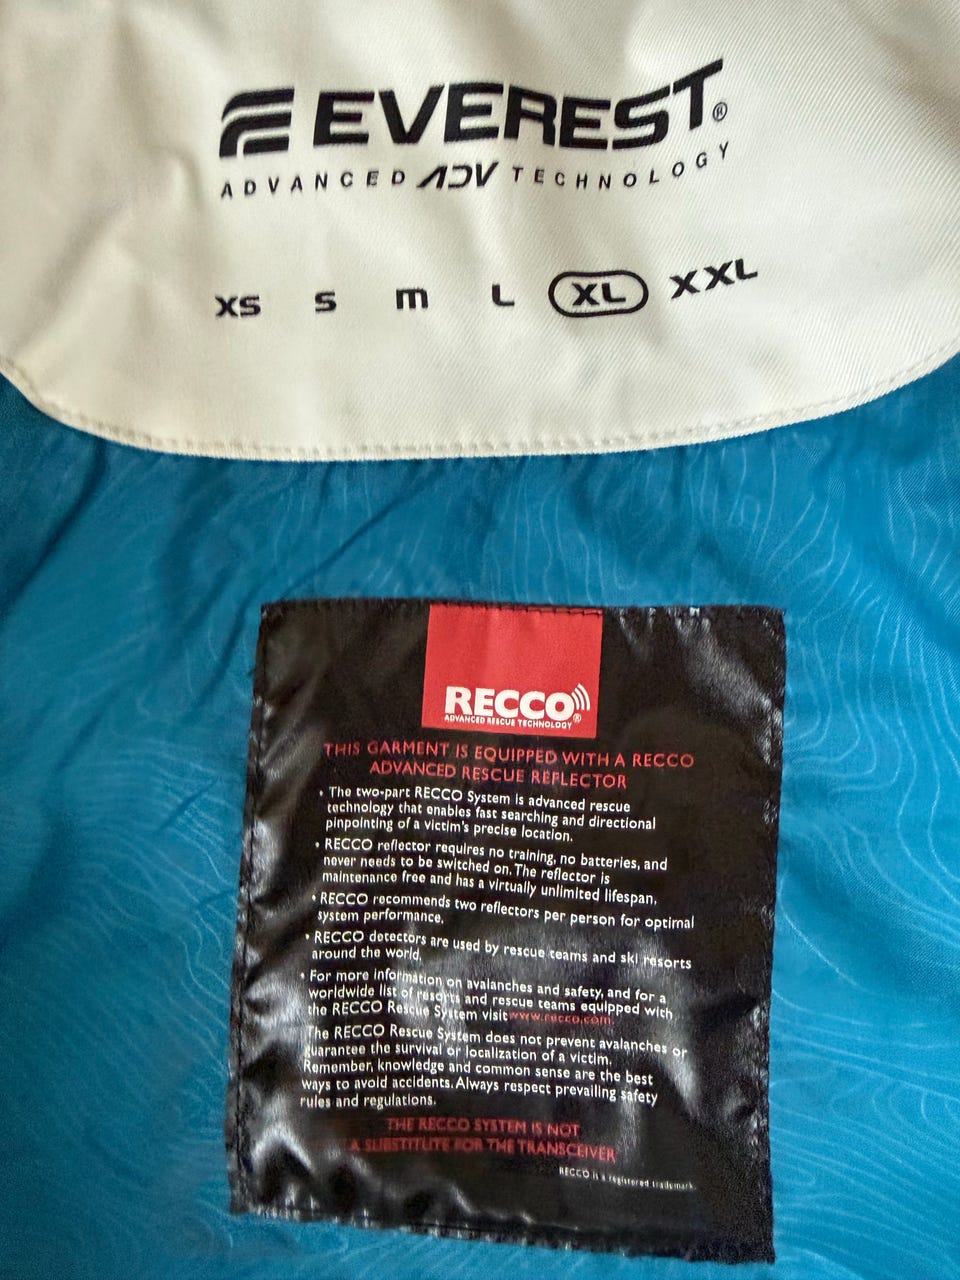 EVEREST®
ADVANCED ADV TECHNOLOGY
XS S M L XL XXL
RECCO
ADVANCED RESCUE TECHNOLOGY®
THIS GARMENT IS EQUIPPED WITH A RECCO
ADVANCED RESCUE REFLECTOR
• The two-part RECCO System is advanced rescue
technology that enables fast searching and directional
pinpointing of a victim's precise location.
• RECCO reflector requires no training, no batteries, and
never needs to be switched on. The reflector is
maintenance free and has a virtually unlimited lifespan.
• RECCO recommends two reflectors per person for optimal
system performance.
• RECCO detectors are used by rescue teams and ski resorts
around the world.
• For more information on avalanches and safety, and for a
worldwide list of resorts and rescue teams equipped with
the RECCO Rescue System visit www.recco.com.
The RECCO Rescue System does not prevent avalanches or
guarantee the survival or localization of a victim.
Remember, knowledge and common sense are the best
ways to avoid accidents. Always respect prevailing safety
rules and regulations.
THE RECCO SYSTEM IS NOT
A SUBSTITUTE FOR THE TRANSCEIVER
RECCO is a registered trademark.